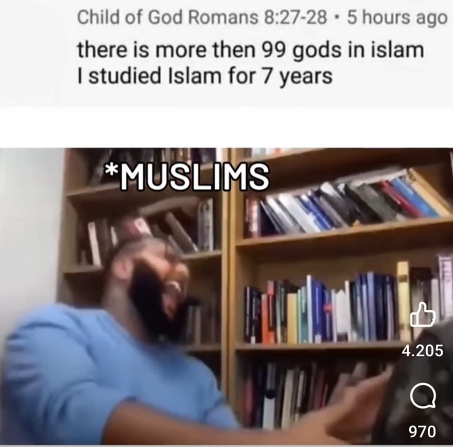 Child of God Romans 8:27-28 • 5 hours ago
there is more then 99 gods in islam
I studied Islam for 7 years
*MUSLIMS
4.205
970